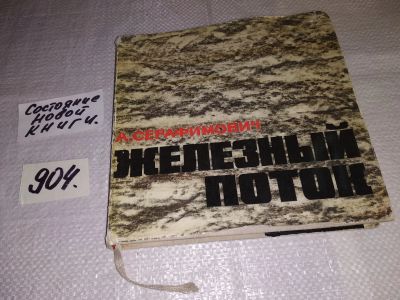 Состояние
новой
книги.
904.
А. СЕРАФИМОВИЧ
ЖЕЛЕЗНЫЙ
ПОТОК